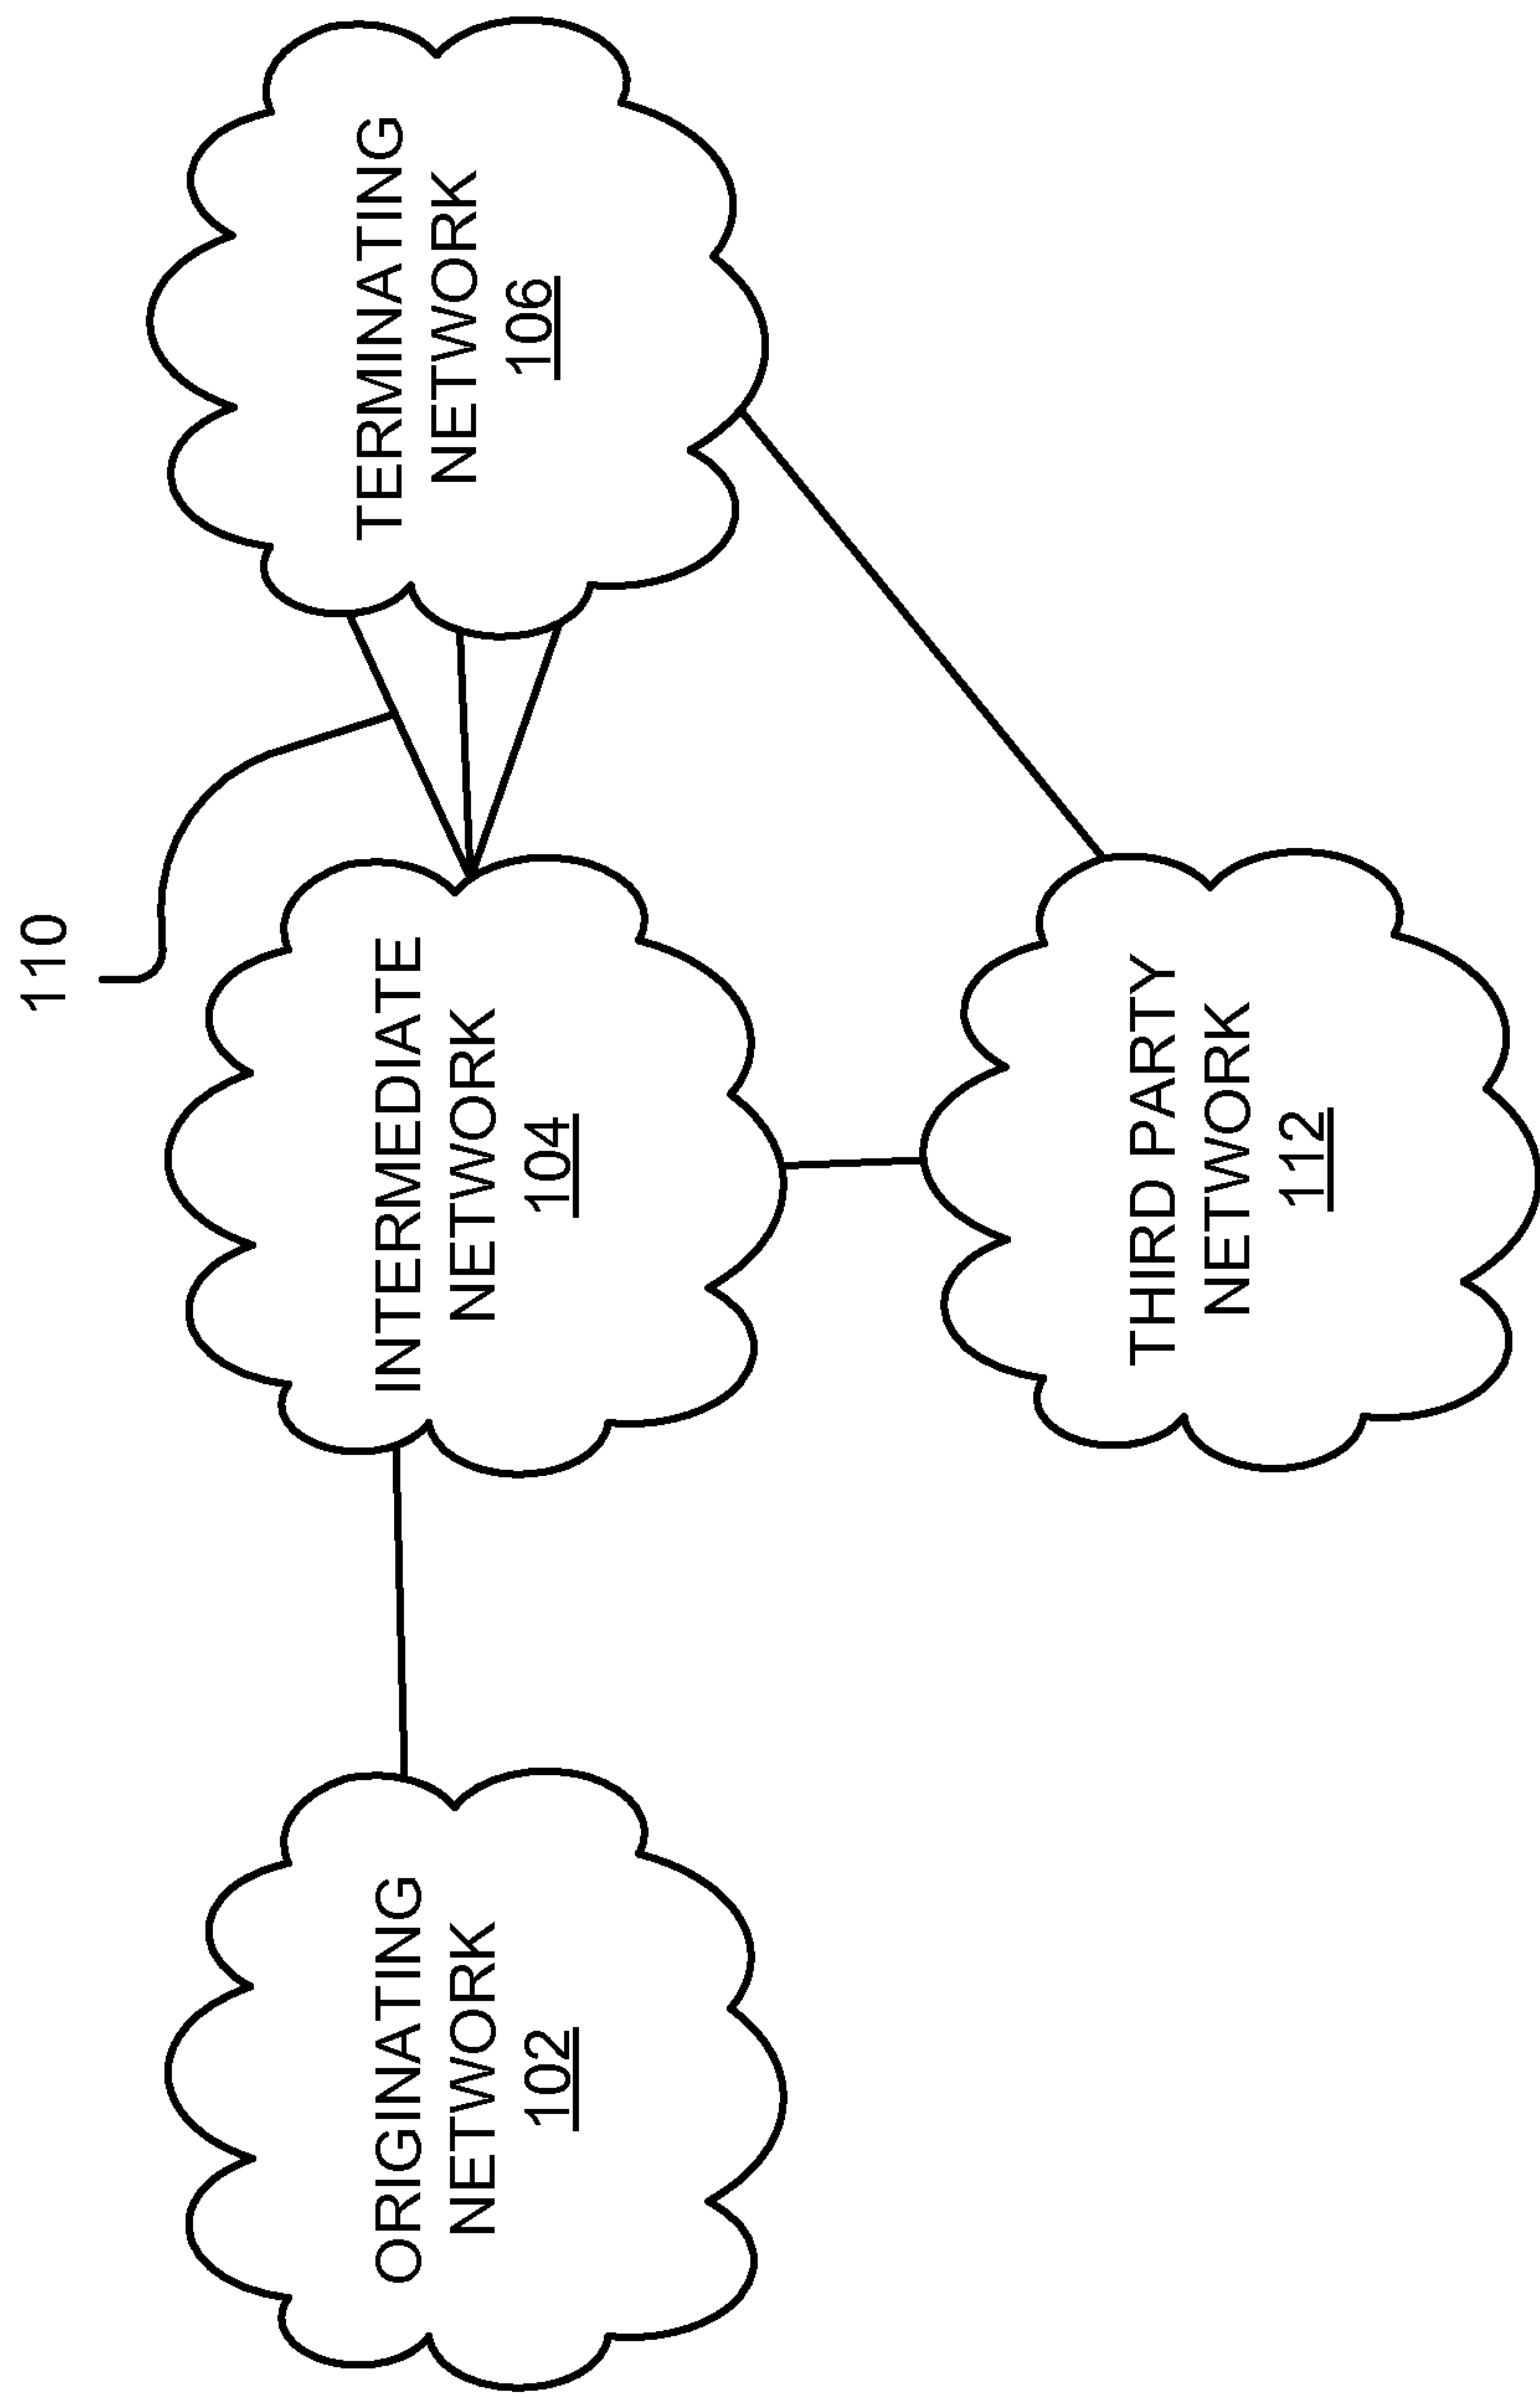 110
ORIGINATING
NETWORK
102
INTERMEDIATE
NETWORK
104
TERMINATING
NETWORK
106
THIRD PARTY
NETWORK
112